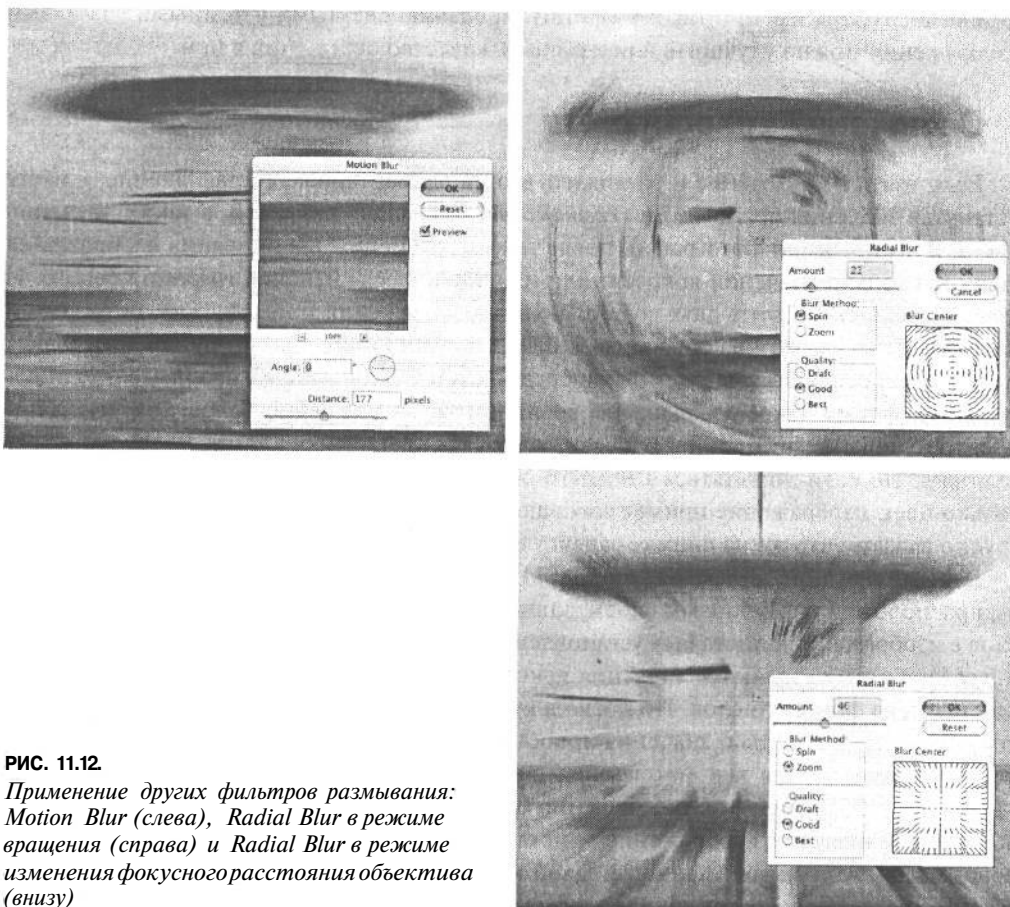 Motion Blur
OK
Reset
Preview
Angle: 0
Distance: 177 pixels
Radial Blur
Amount 22
OK
Cancel
Blur Method:
Spin
Zoom
Blur Center
Quality:
Draft
Good
Best
Radial Blur
Amount 46
OK
Reset
Blur Method
Spin
Zoom
Blur Center
Quality:
Draft
Good
Best
РИС. 11.12.
Применение других фильтров размывания:
Motion Blur (слева), Radial Blur в режиме
вращения (справа) и Radial Blur в режиме
изменения фокусного расстояния объектива
(внизу)